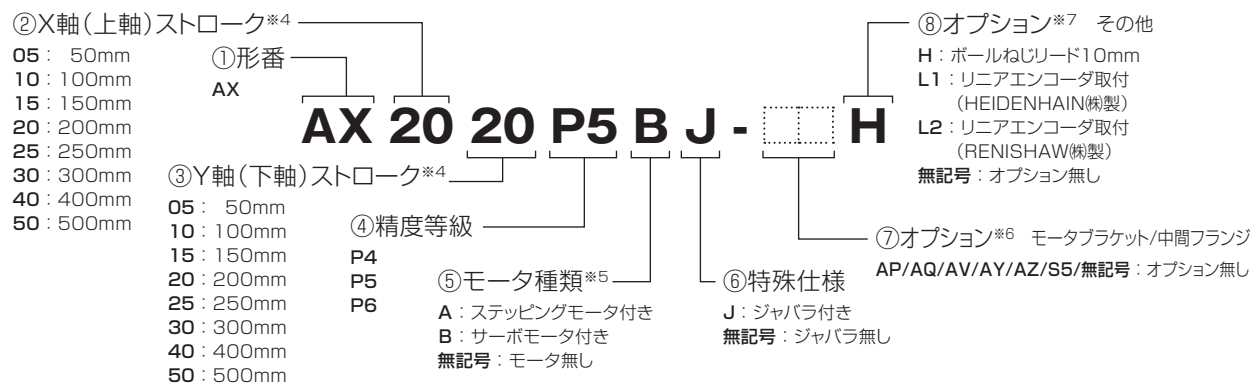 ②X軸（上軸）ストローク※4
05： 50mm
10：100mm
15：150mm
20：200mm
25：250mm
30：300mm
40：400mm
50：500mm
①形番
AX
AX 20 20 P5 B J - H
③Y軸（下軸）ストローク※4
05： 50mm
10：100mm
15：150mm
20：200mm
25：250mm
30：300mm
40：400mm
50：500mm
④精度等級
P4
P5
P6
⑤モータ種類※5
A：ステッピングモータ付き
B：サーボモータ付き
無記号：モータ無し
⑥特殊仕様
J：ジャバラ付き
無記号：ジャバラ無し
⑦オプション※6 モータブラケット/中間フランジ
AP/AQ/AV/AY/AZ/S5/無記号：オプション無し
⑧オプション※7 その他
H：ボールねじリード10mm
L1：リニアエンコーダ取付
（HEIDENHAIN㈱製）
L2：リニアエンコーダ取付
（RENISHAW㈱製）
無記号：オプション無し